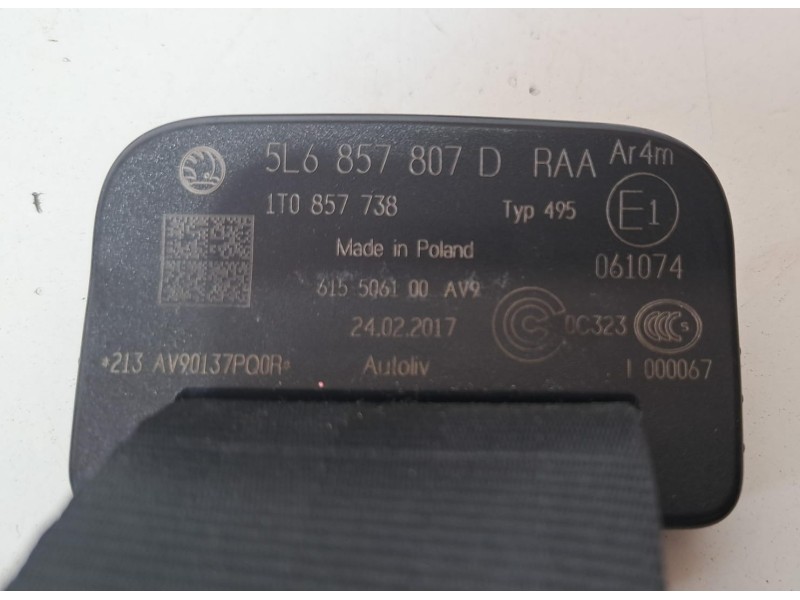 5L6 857 807 D RAA Ar4m
1T0 857 738 Typ 495 E1
Made in Poland 061074
615 5061 00 AV9
24.02.2017 0C323 CCC S
*213 AV90137PQ0R* Autoliv I 000067